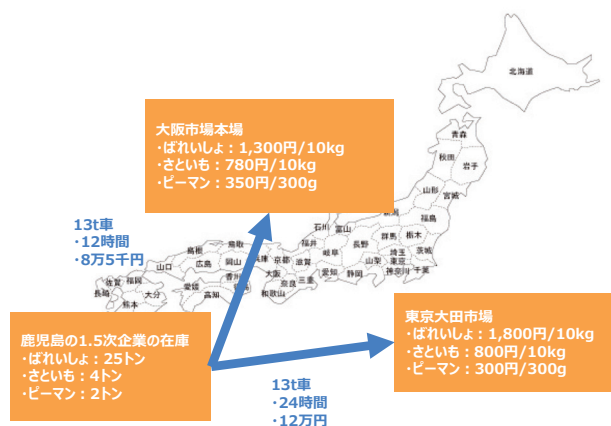 北海道
青森
秋田
岩手
山形
宮城
福島
大阪市場本場
・ばれいしょ：1,300円/10kg
・さといも：780円/10kg
・ピーマン：350円/300g
石川
富山
群馬
栃木
福井
長野
茨城
岐阜
山梨
埼玉
東京
神奈川
千葉
愛知
静岡
滋賀
京都
三重
奈良
大阪
和歌山
鳥取
島根
岡山
広島
山口
香川
愛媛
高知
福岡
佐賀
長崎
大分
熊本
13t車
・12時間
・8万5千円
鹿児島の1.5次企業の在庫
・ばれいしょ：25トン
・さといも：4トン
・ピーマン：2トン
東京大田市場
・ばれいしょ：1,800円/10kg
・さといも：800円/10kg
・ピーマン：300円/300g
13t車
・24時間
・12万円